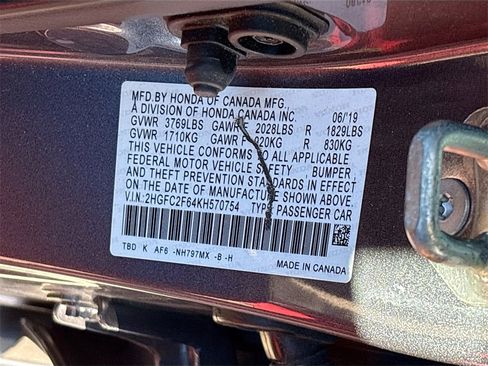 MFD.BY HONDA OF CANADA MFG.,
A DIVISION OF HONDA CANADA INC. 06/19
GVWR 3769LBS GAWR F 2028LBS R 1829LBS
GVWR 1710KG GAWR F 20KG R 830KG
THIS VEHICLE CONFORMS TO ALL APPLICABLE
FEDERAL MOTOR VEHICLE SAFETY BUMPER,
AND THEFT PREVENTION STANDARDS IN EFFECT
ON THE DATE OF MANUFACTURE SHOWN ABOVE.
V.I.N:2HGFC2F64KH570754 TYPE PASSENGER CAR
TBD K AF6 -NH797MX -B -H
MADE IN CANADA